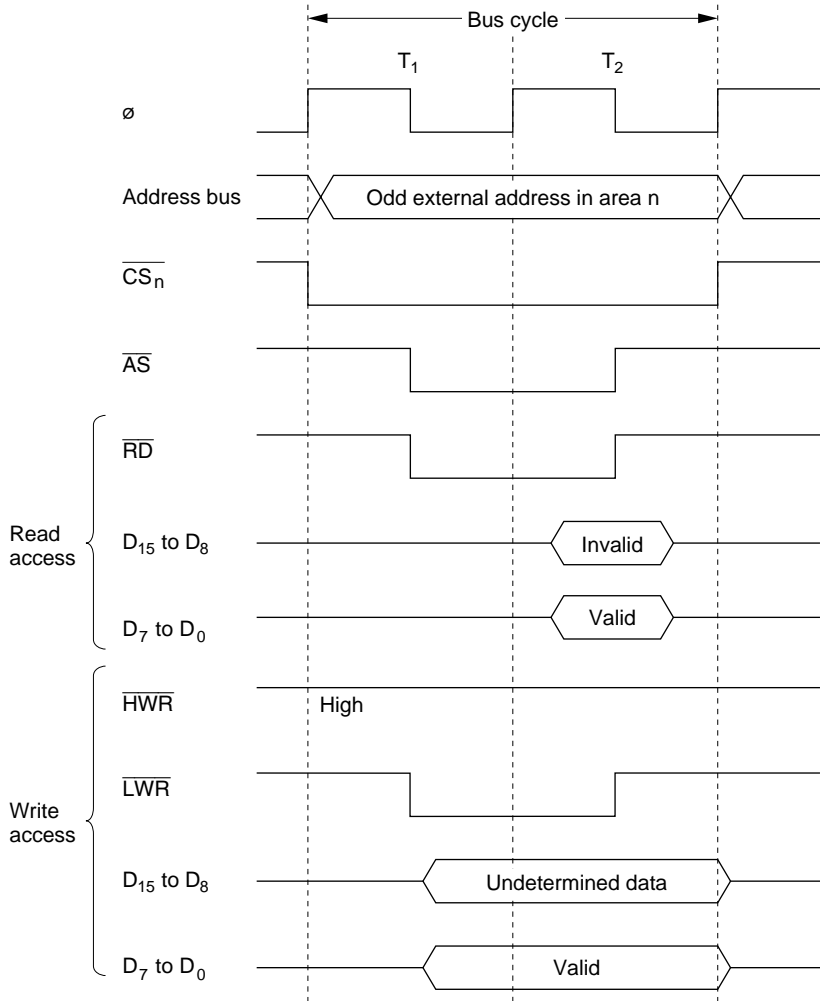 Bus cycle
T1 T2
ø
Address bus Odd external address in area n
CSn
AS
RD
Read
access
D15 to D8 Invalid
D7 to D0 Valid
HWR High
LWR
Write
access
D15 to D8 Undetermined data
D7 to D0 Valid